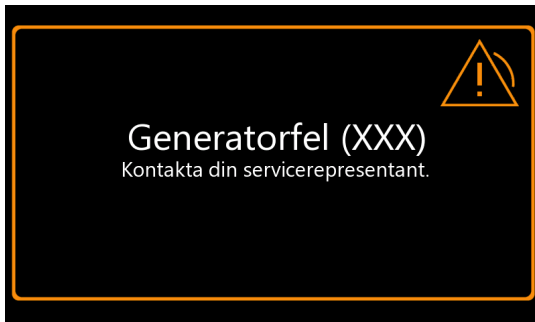 Generatorfel (XXX)
Kontakta din servicerepresentant.